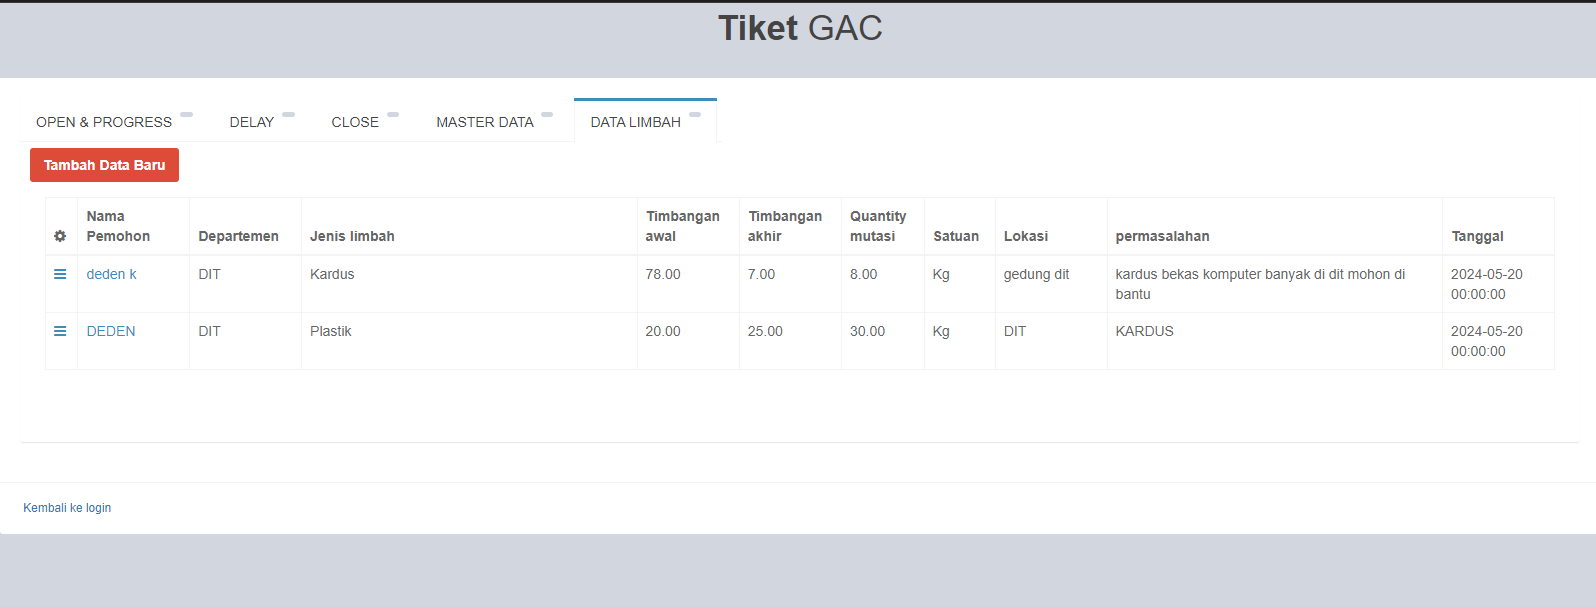 Tiket GAC
OPEN & PROGRESS DELAY CLOSE MASTER DATA DATA LIMBAH
Tambah Data Baru
Nama Pemohon Departemen Jenis limbah Timbangan awal Timbangan akhir Quantity mutasi Satuan Lokasi permasalahan Tanggal
deden k DIT Kardus 78.00 7.00 8.00 Kg gedung dit kardus bekas komputer banyak di dit mohon di bantu 2024-05-20 00:00:00
DEDEN DIT Plastik 20.00 25.00 30.00 Kg DIT KARDUS 2024-05-20 00:00:00
Kembali ke login